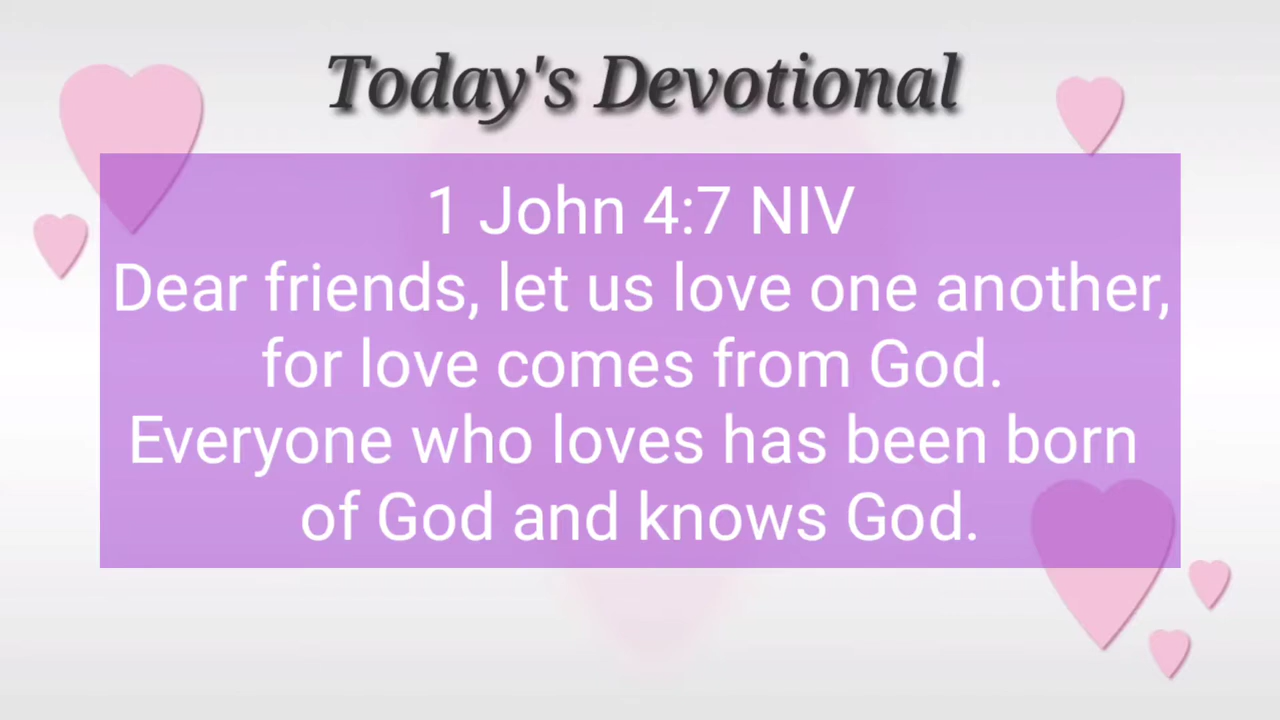 Today's Devotional
1 John 4:7 NIV
Dear friends, let us love one another,
for love comes from God.
Everyone who loves has been born
of God and knows God.